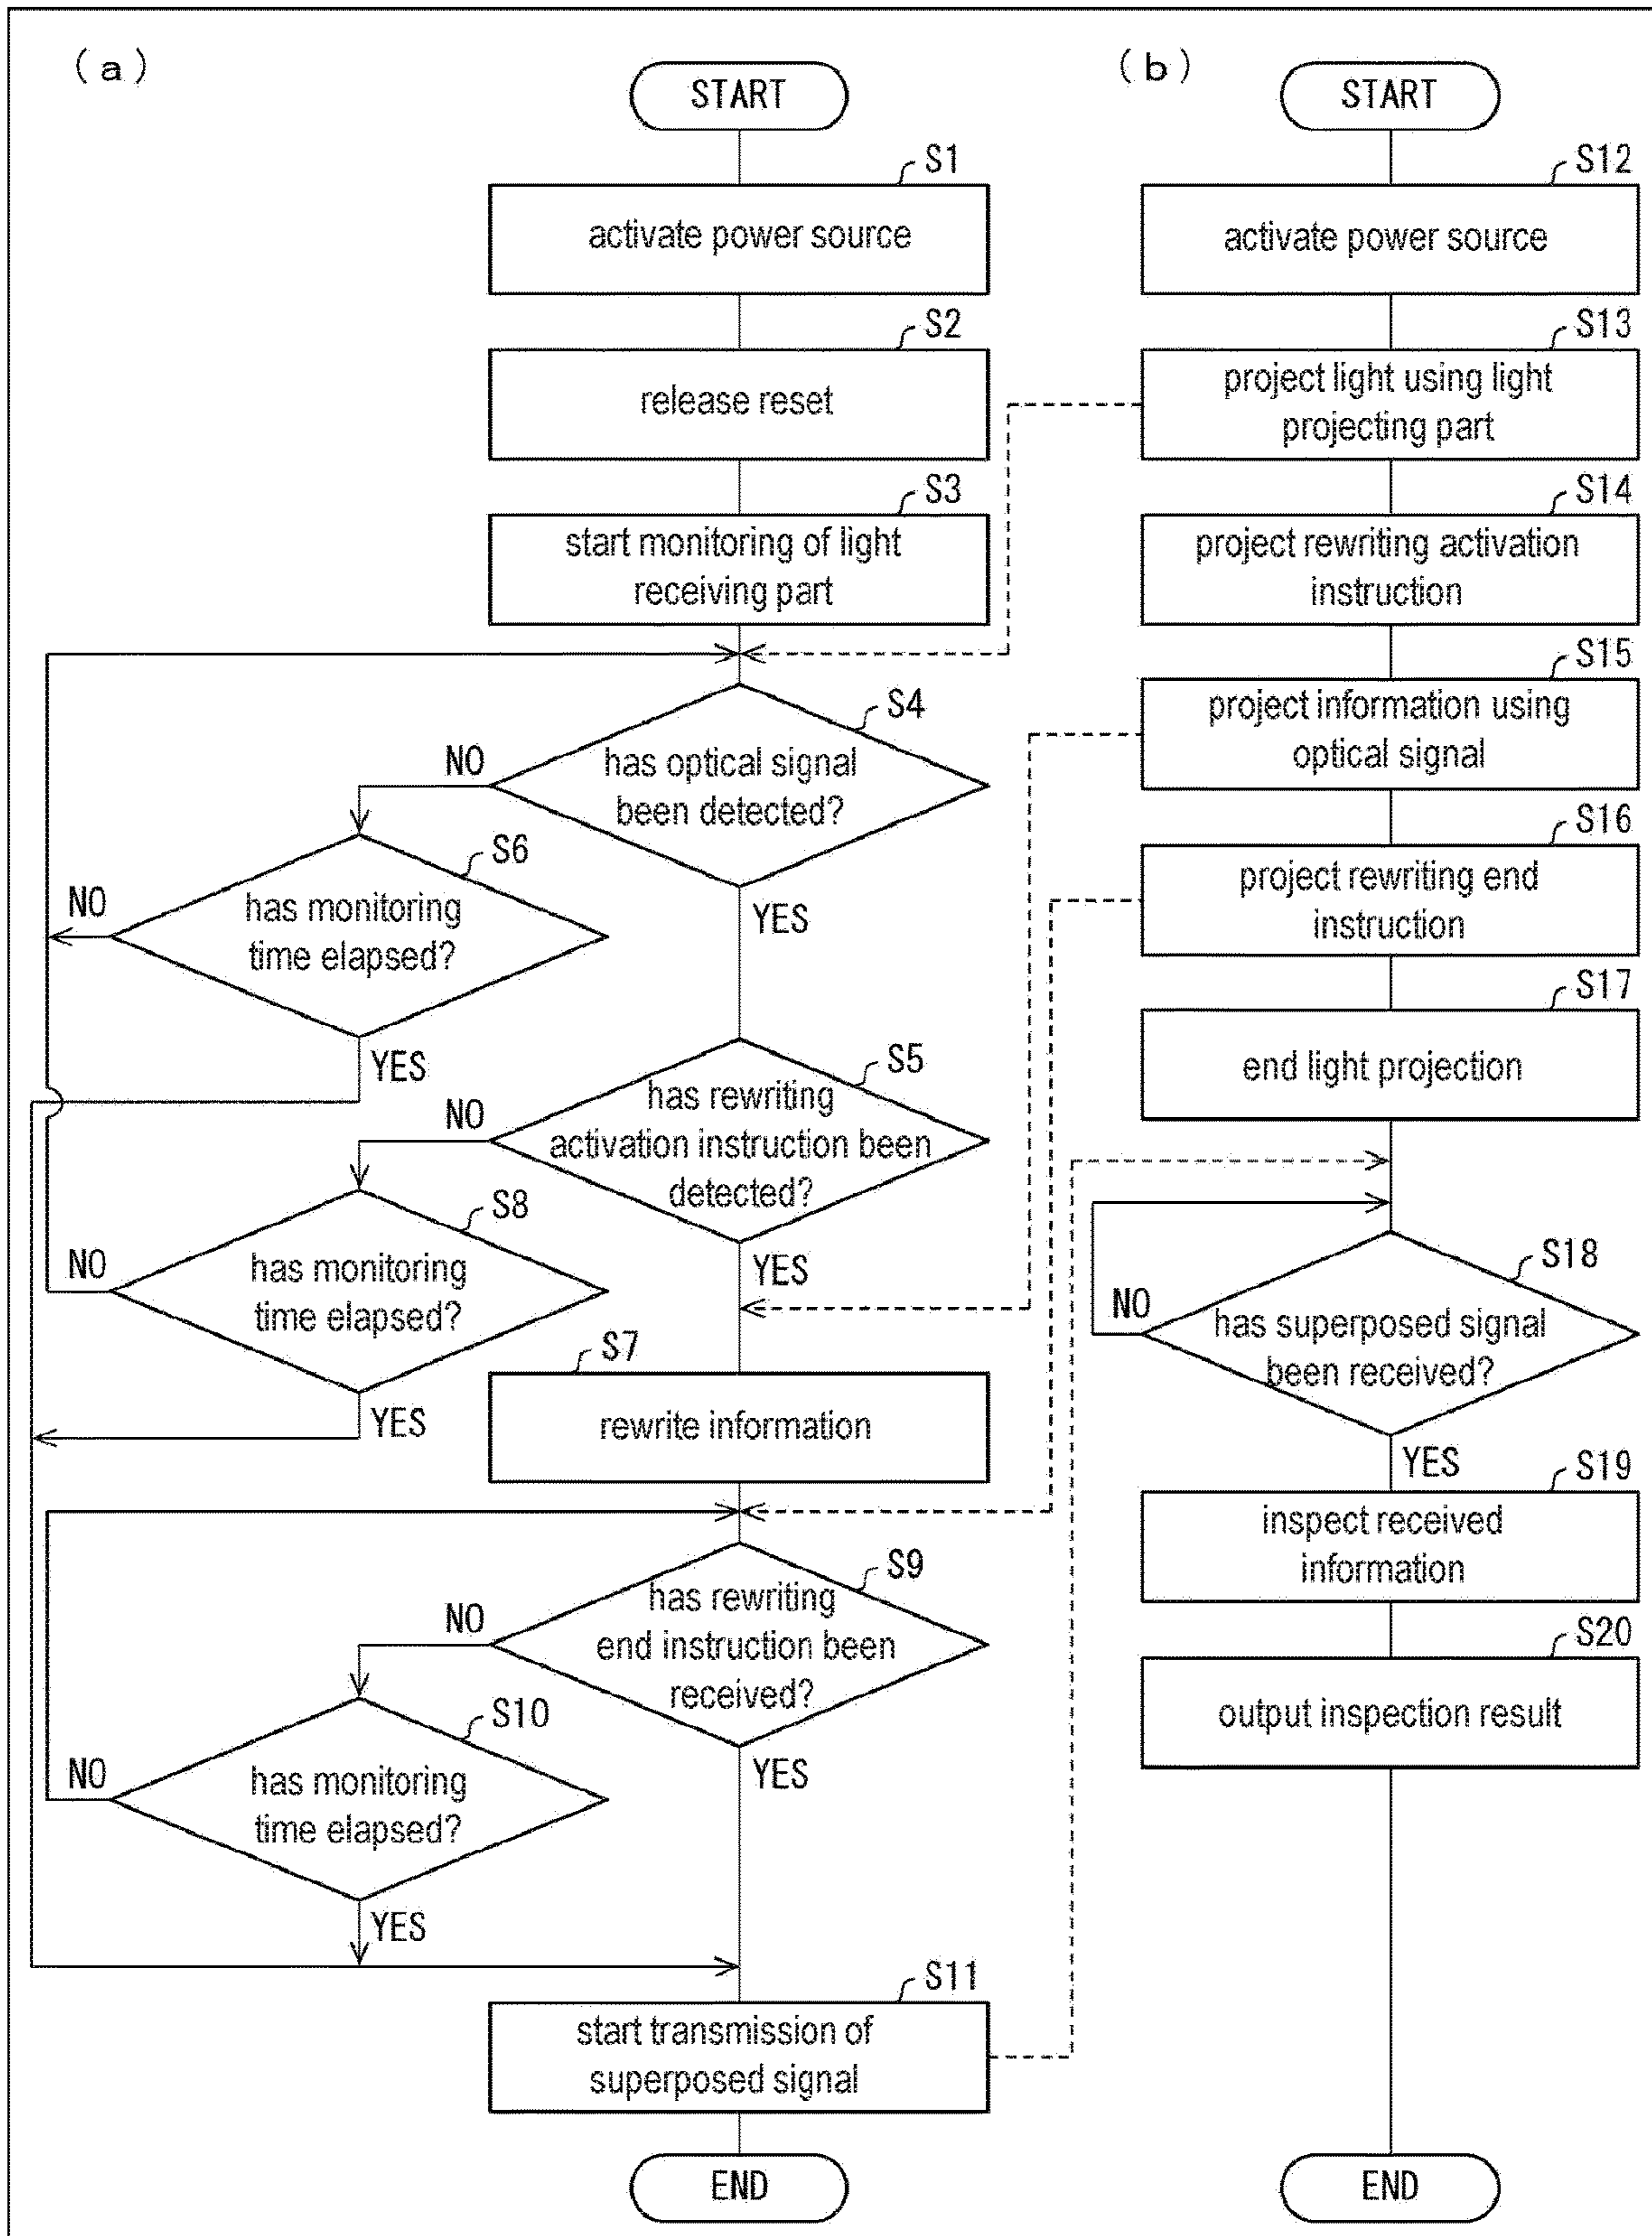 (a)
START
S1
activate power source
S2
release reset
S3
start monitoring of light
receiving part
S4
has optical signal
been detected?
NO
YES
S6
has monitoring
time elapsed?
NO
YES
S5
has rewriting
activation instruction been
detected?
NO
YES
S8
has monitoring
time elapsed?
NO
YES
S7
rewrite information
S9
has rewriting
end instruction been
received?
NO
YES
S10
has monitoring
time elapsed?
NO
YES
S11
start transmission of
superposed signal
END
(b)
START
S12
activate power source
S13
project light using light
projecting part
S14
project rewriting activation
instruction
S15
project information using
optical signal
S16
project rewriting end
instruction
S17
end light projection
S18
has superposed signal
been received?
NO
YES
S19
inspect received
information
S20
output inspection result
END